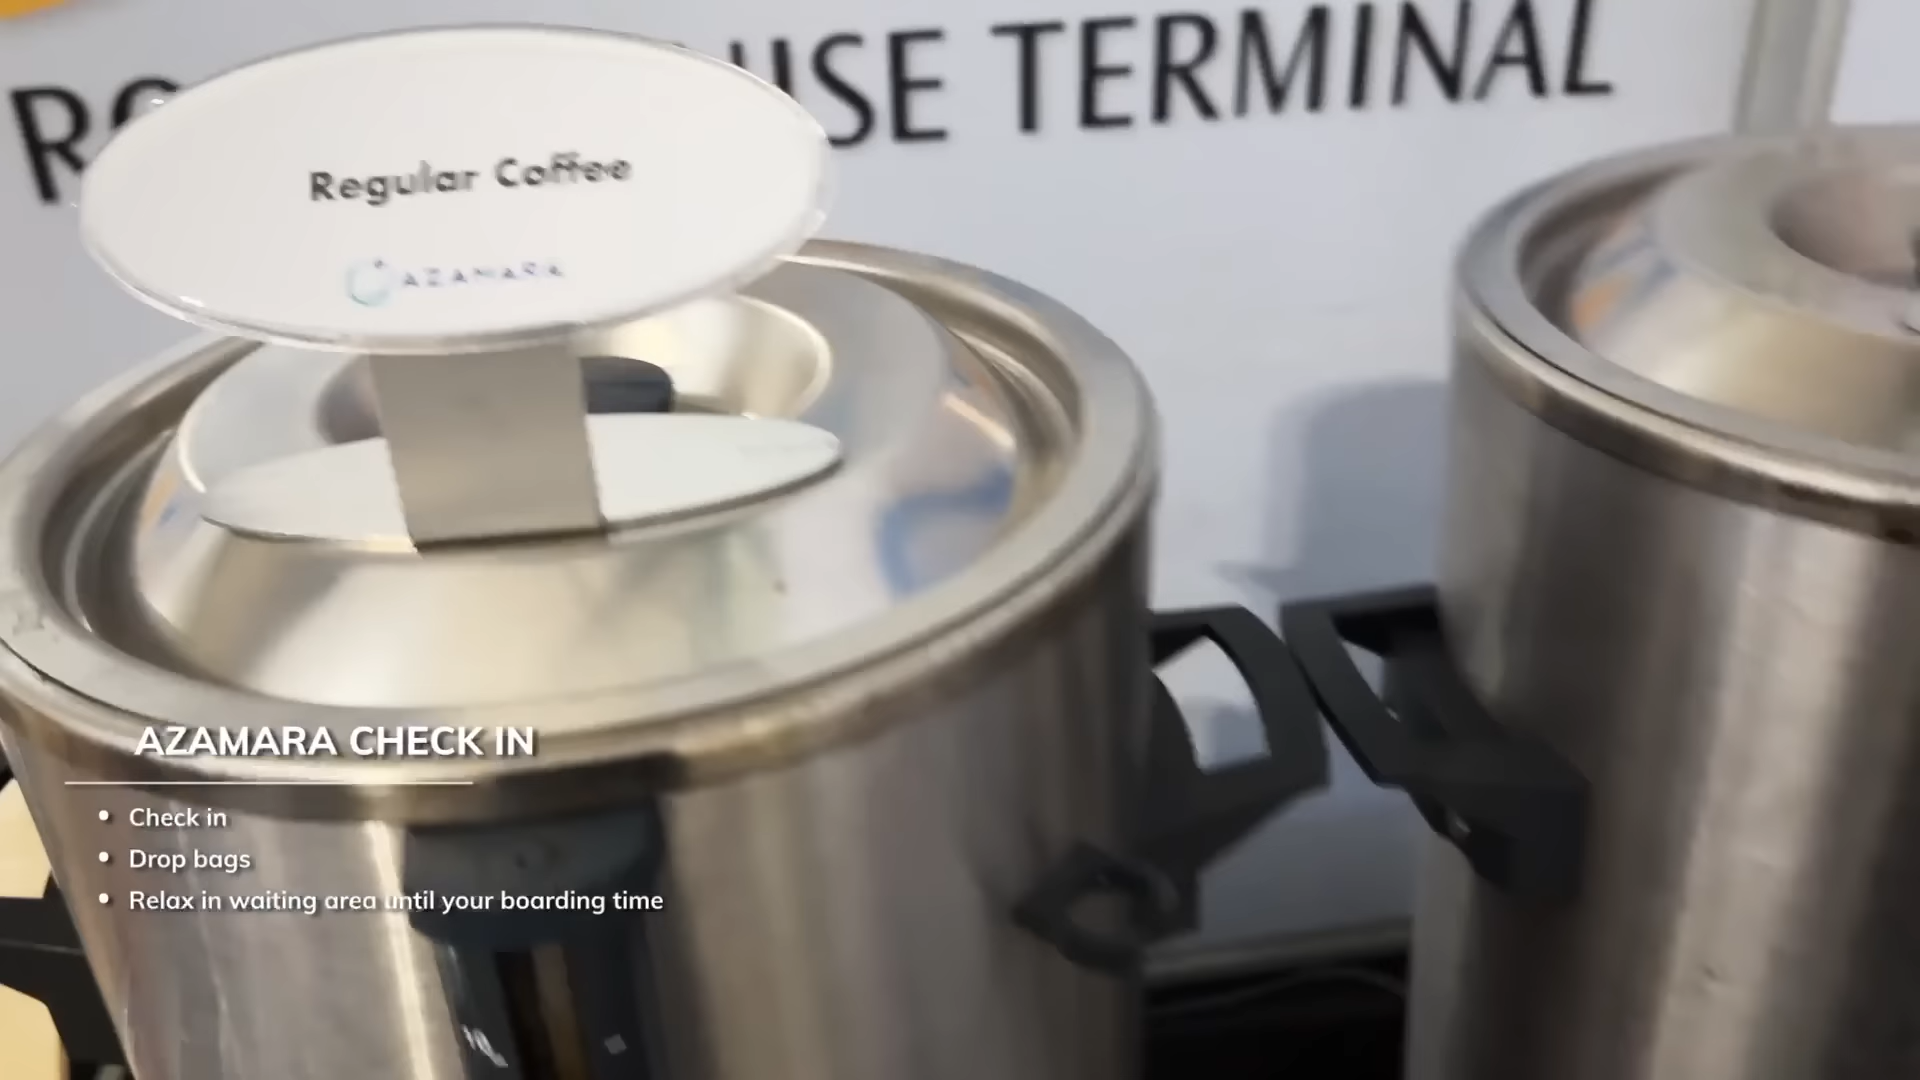 USE TERMINAL
Regular Coffee
AZAMARA
AZAMARA CHECK IN
• Check in
• Drop bags
• Relax in waiting area until your boarding time